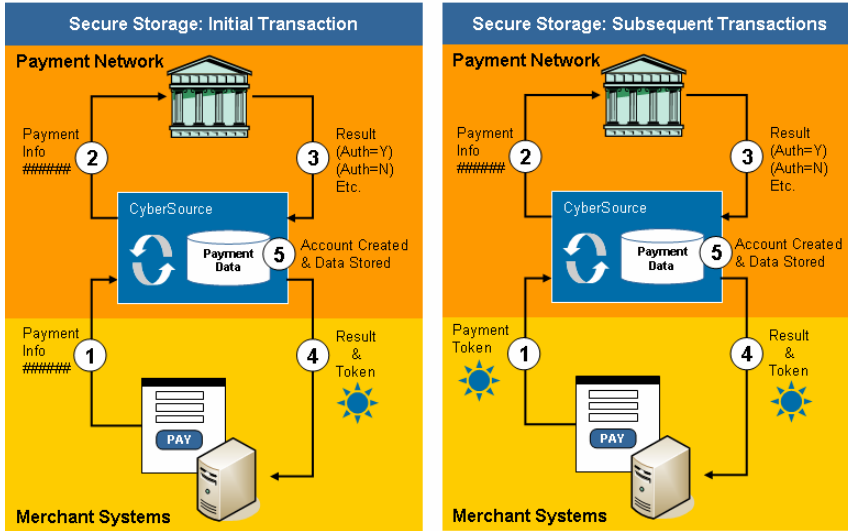 Secure Storage: Initial Transaction
Payment Network
Payment
Info
######
2
3
Result
(Auth=Y)
(Auth=N)
Etc.
CyberSource
Payment
Data
5
Account Created
& Data Stored
Payment
Info
######
1
4
Result
&
Token
PAY
Merchant Systems
Secure Storage: Subsequent Transactions
Payment Network
Payment
Info
######
2
3
Result
(Auth=Y)
(Auth=N)
Etc.
CyberSource
Payment
Data
5
Account Created
& Data Stored
Payment
Token
1
4
Result
&
Token
PAY
Merchant Systems